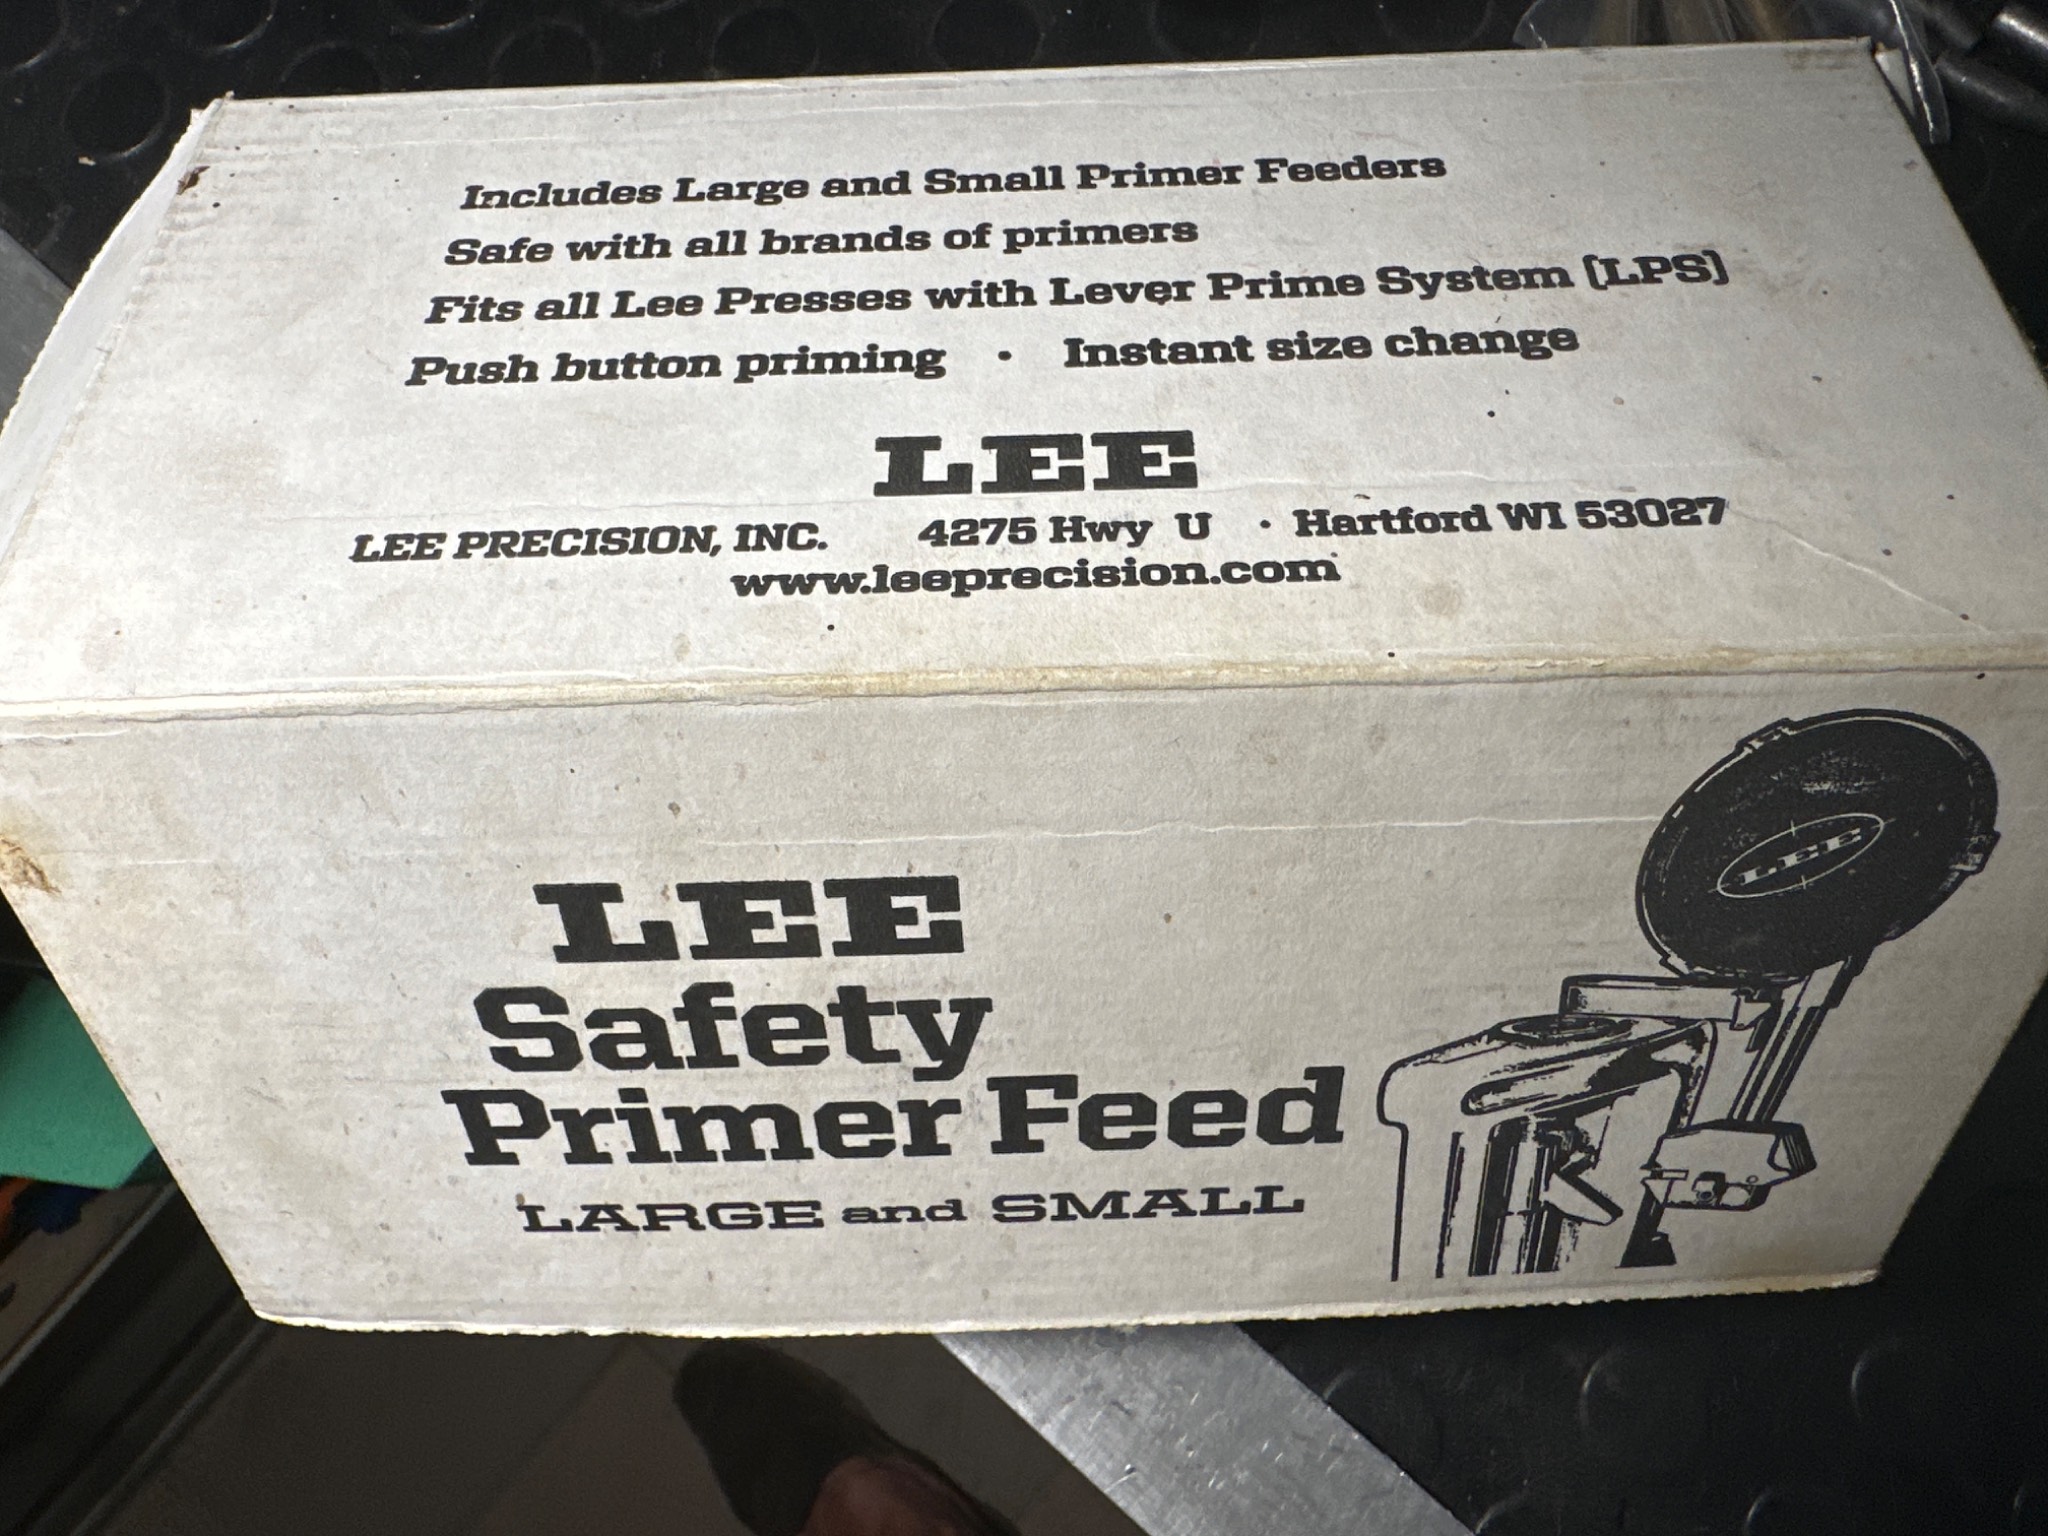 Includes Large and Small Primer Feeders
Safe with all brands of primers
Fits all Lee Presses with Lever Prime System (LPS)
Push button priming • Instant size change
LEE
LEE PRECISION, INC. 4275 Hwy U • Hartford WI 53027
www.leeprecision.com
LEE
Safety
Primer Feed
LARGE and SMALL
LEE